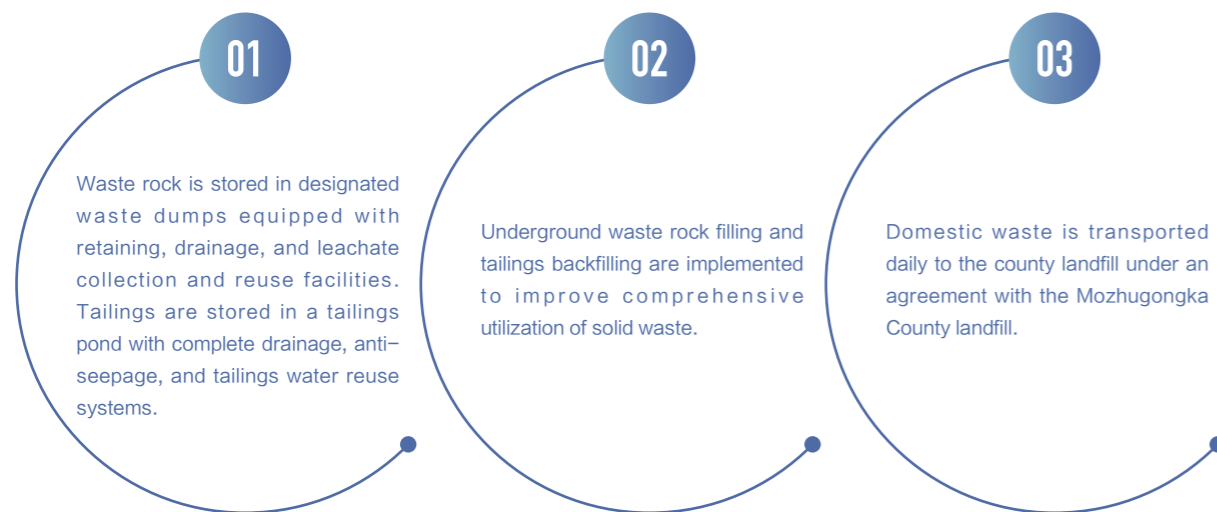 01
Waste rock is stored in designated
waste dumps equipped with
retaining, drainage, and leachate
collection and reuse facilities.
Tailings are stored in a tailings
pond with complete drainage, anti-
seepage, and tailings water reuse
systems.
02
Underground waste rock filling and
tailings backfilling are implemented
to improve comprehensive
utilization of solid waste.
03
Domestic waste is transported
daily to the county landfill under an
agreement with the Mozhugongka
County landfill.